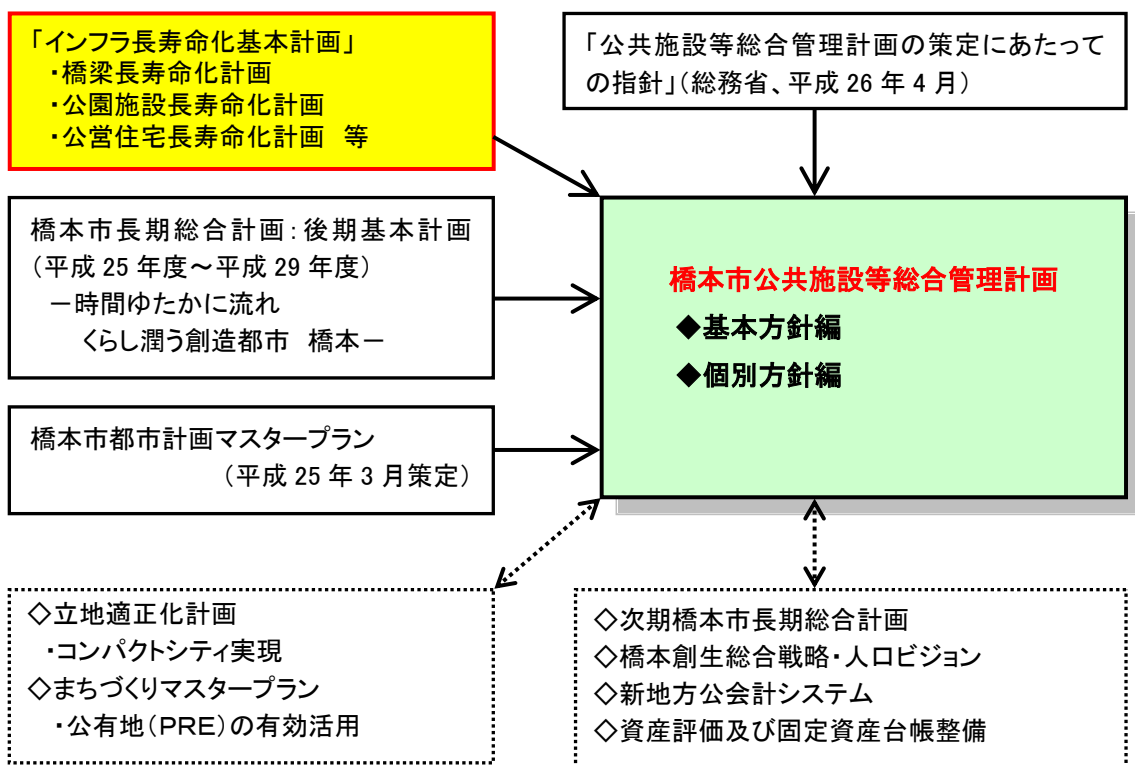 「インフラ長寿命化基本計画」
・橋梁長寿命化計画
・公園施設長寿命化計画
・公営住宅長寿命化計画　等
「公共施設等総合管理計画の策定にあたって
の指針」（総務省、平成 26 年 4 月）
橋本市長期総合計画：後期基本計画
（平成 25 年度～平成 29 年度）
－時間ゆたかに流れ
くらし潤う創造都市　橋本－
橋本市都市計画マスタープラン
（平成 25 年 3 月策定）
橋本市公共施設等総合管理計画
◆基本方針編
◆個別方針編
◇立地適正化計画
・コンパクトシティ実現
◇まちづくりマスタープラン
・公有地（ＰＲＥ）の有効活用
◇次期橋本市長期総合計画
◇橋本創生総合戦略・人口ビジョン
◇新地方公会計システム
◇資産評価及び固定資産台帳整備